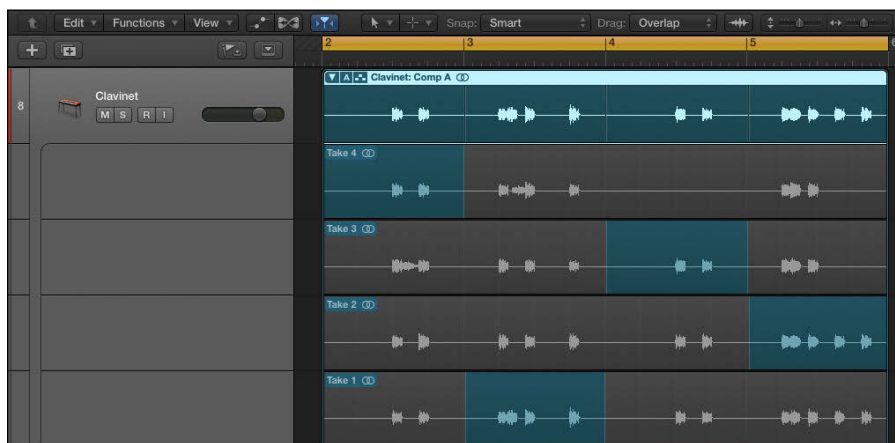 Edit Functions View Snap: Smart Drag: Overlap
2 3 4 5 6
8 Clavinet
M S R I
A Clavinet: Comp A
Take 4
Take 3
Take 2
Take 1